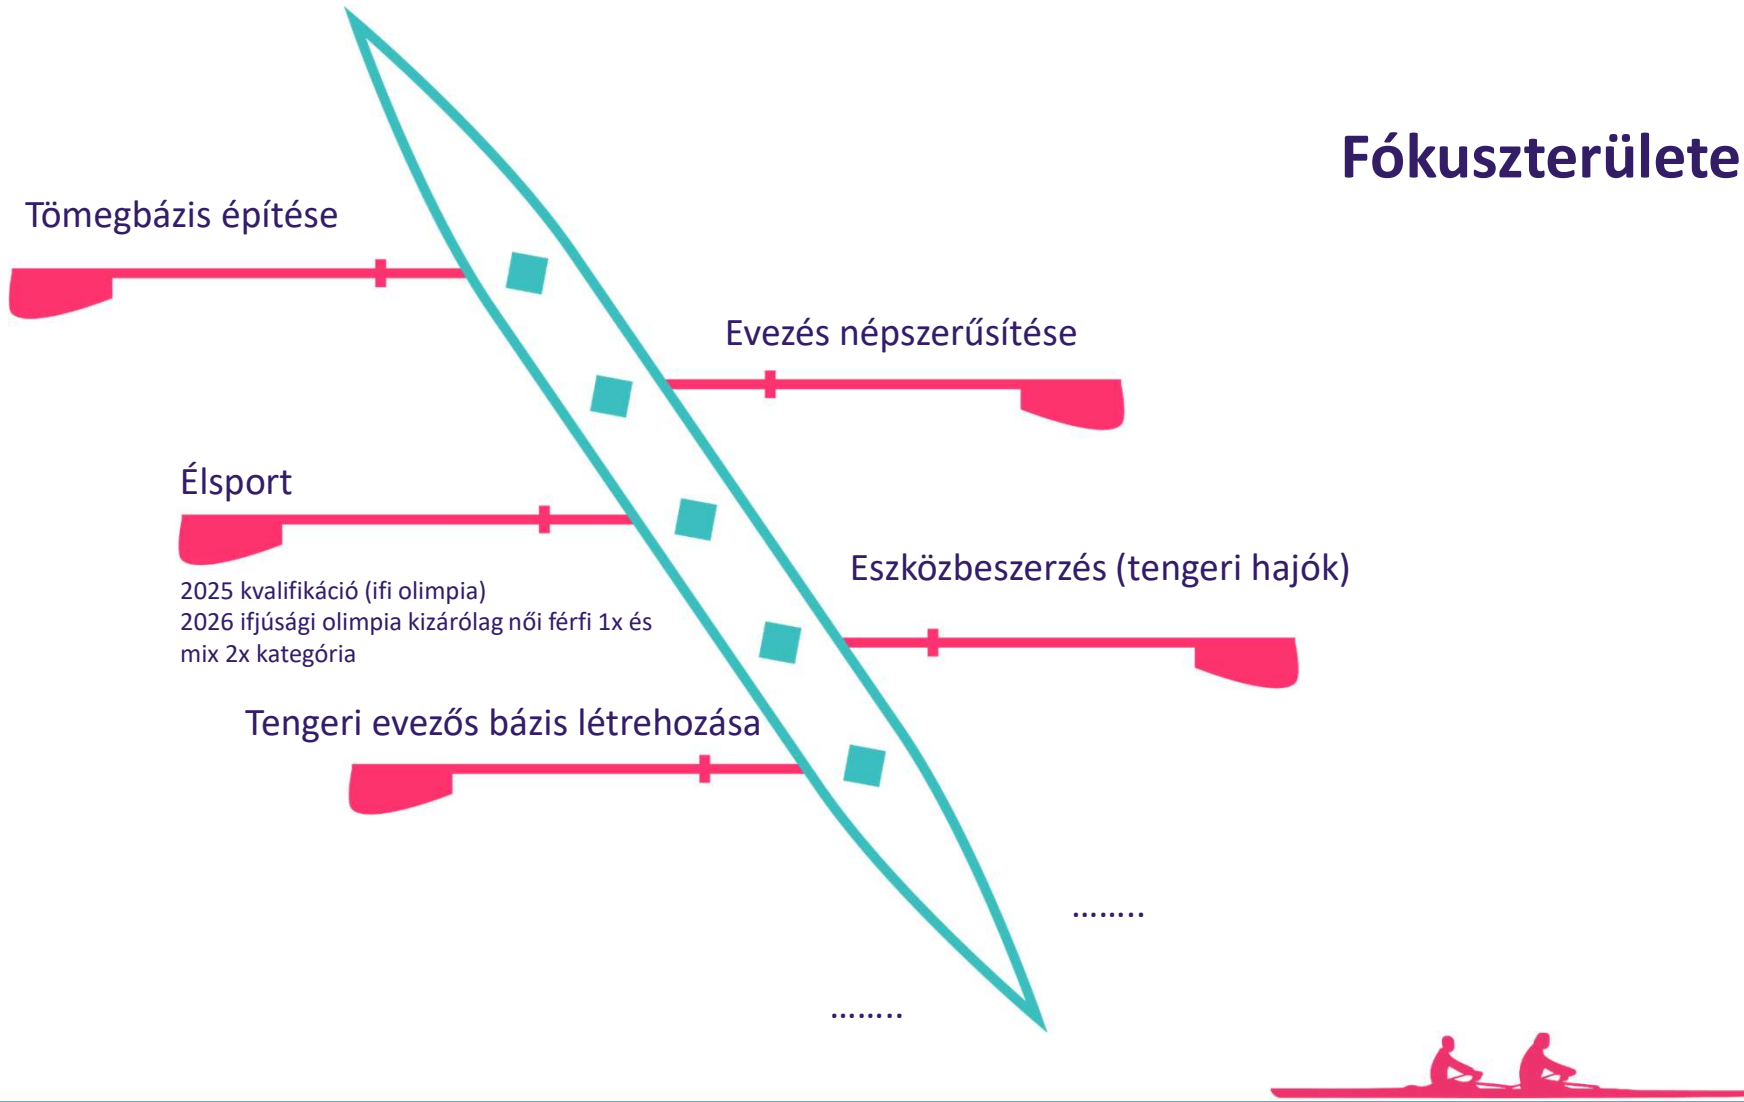 Fókuszterülete
Tömegbázis építése
Evezés népszerűsítése
Élsport
2025 kvalifikáció (ifi olimpia)
2026 ifjúsági olimpia kizárólag női férfi 1x és
mix 2x kategória
Eszközbeszerzés (tengeri hajók)
Tengeri evezős bázis létrehozása
……..
……..